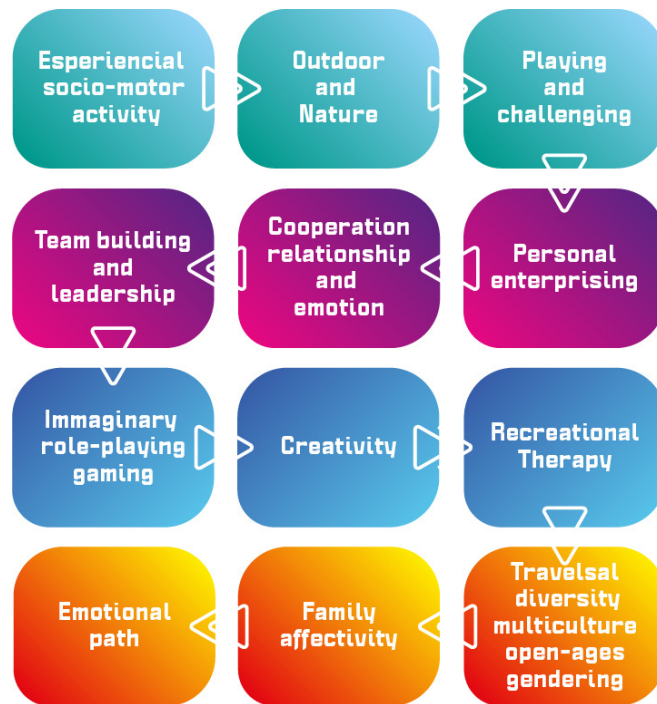 Esperiencial
socio-motor
activity
Outdoor
and
Nature
Playing
and
challenging
Team building
and
leadership
Cooperation
relationship
and
emotion
Personal
enterprising
Immaginary
role-playing
gaming
Creativity
Recreational
Therapy
Emotional
path
Family
affectivity
Travelsal
diversity
multiculture
open-ages
gendering